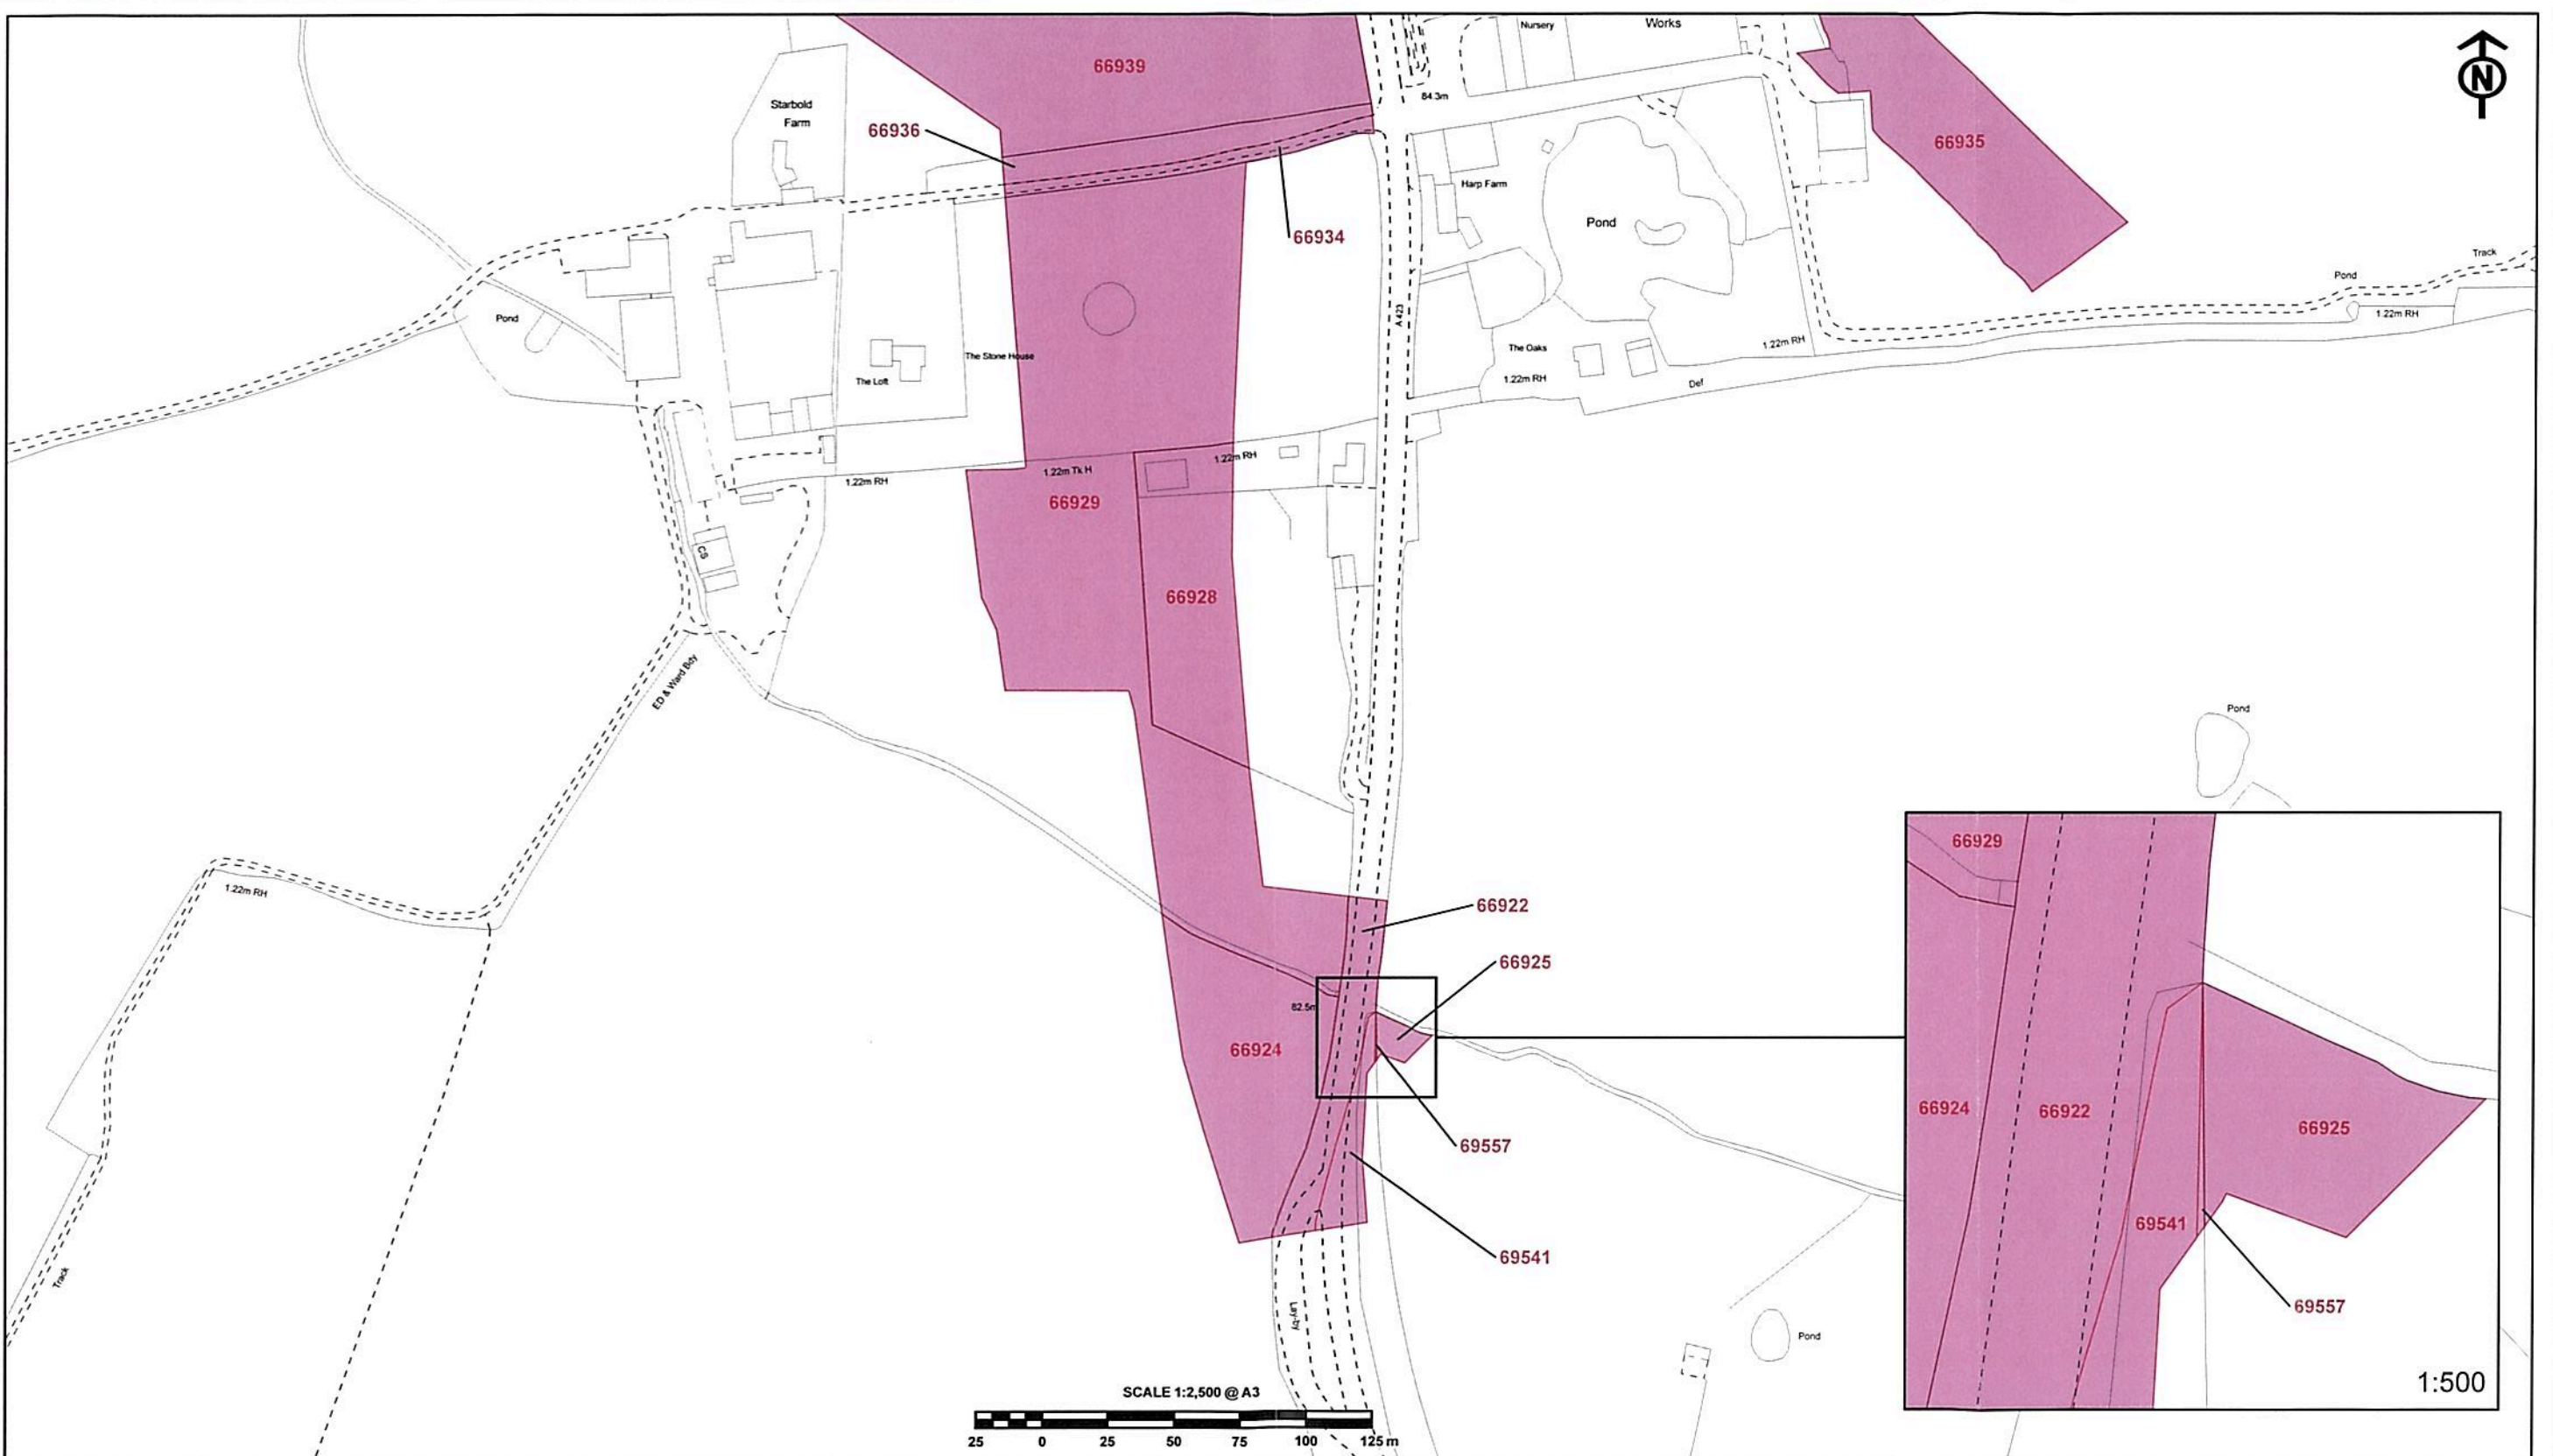 Nursery
Works
N
66939
84.3m
Starbold
Farm
66936
66935
66934
Harp Farm
Pond
A423
Track
Pond
1.22m RH
Pond
The Stone House
The Loft
The Oaks
1.22m RH
1.22m RH
Def
1.22m Tk H
1.22m RH
1.22m RH
66929
CS
66928
ED & Ward Bdy
Pond
66929
1.22m RH
66922
66925
82.5m
66924
66924
66922
66925
69557
69541
69541
69557
Track
Lay-by
Pond
1:500
SCALE 1:2,500 @ A3
25 0 25 50 75 100 125 m